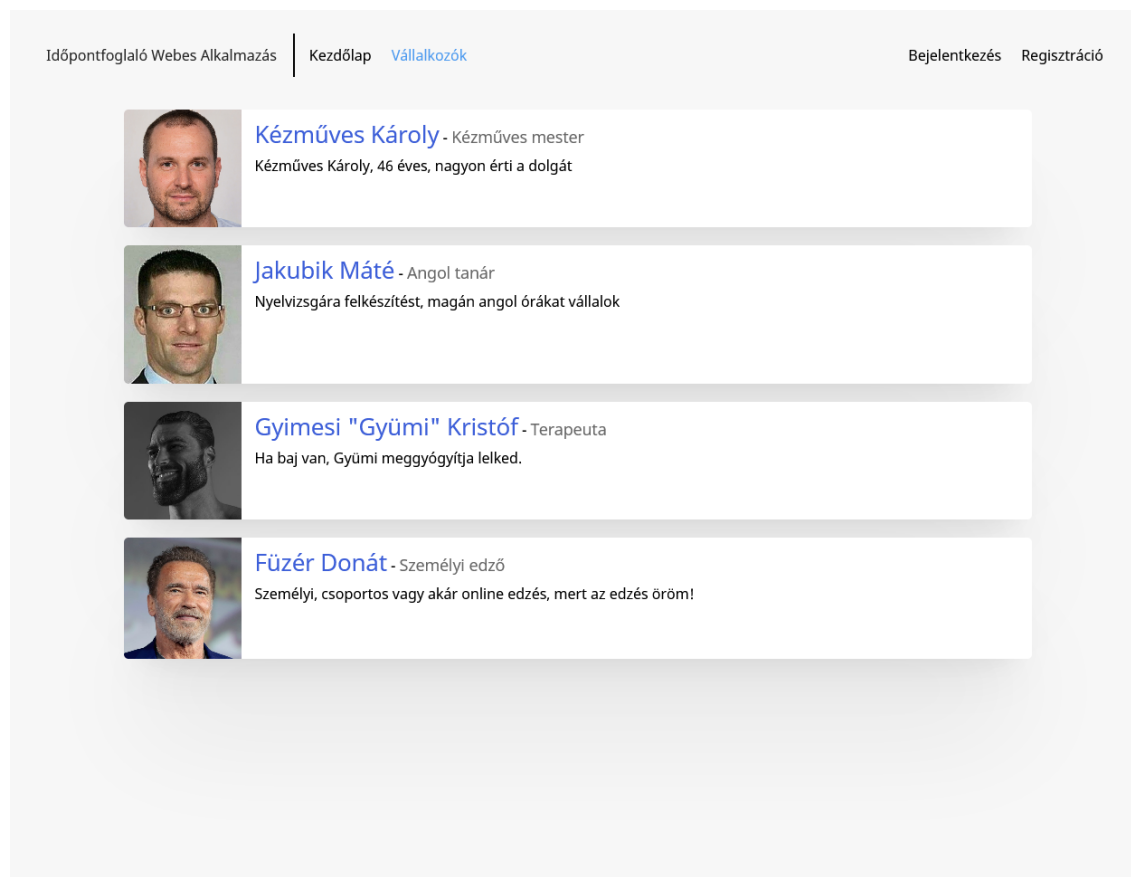 Időpontfoglaló Webes Alkalmazás
Kezdőlap
Vállalkozók
Bejelentkezés
Regisztráció
Kézműves Károly - Kézműves mester
Kézműves Károly, 46 éves, nagyon érti a dolgát
Jakubik Máté - Angol tanár
Nyelvizsgára felkészítést, magán angol órákat vállalok
Gyimesi "Gyümi" Kristóf - Terapeuta
Ha baj van, Gyümi meggyógyítja lelked.
Füzér Donát - Személyi edző
Személyi, csoportos vagy akár online edzés, mert az edzés öröm!